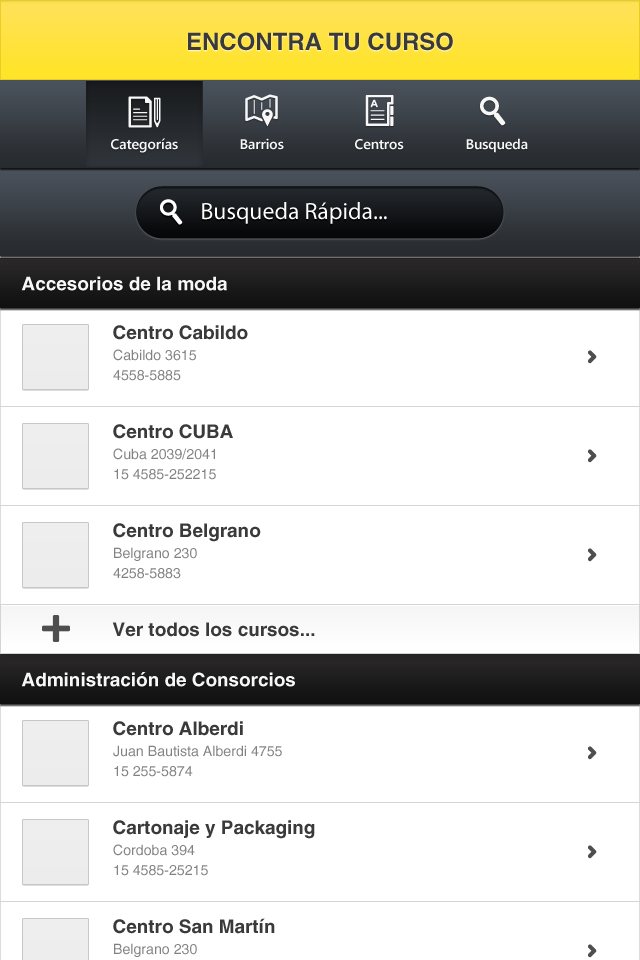 ENCONTRA TU CURSO
Categorías
Barrios
A
Centros
Busqueda
Busqueda Rápida...
Accesorios de la moda
Centro Cabildo
Cabildo 3615
4558-5885
Centro CUBA
Cuba 2039/2041
15 4585-252215
Centro Belgrano
Belgrano 230
4258-5883
Ver todos los cursos...
Administración de Consorcios
Centro Alberdi
Juan Bautista Alberdi 4755
15 255-5874
Cartonaje y Packaging
Cordoba 394
15 4585-25215
Centro San Martín
Belgrano 230